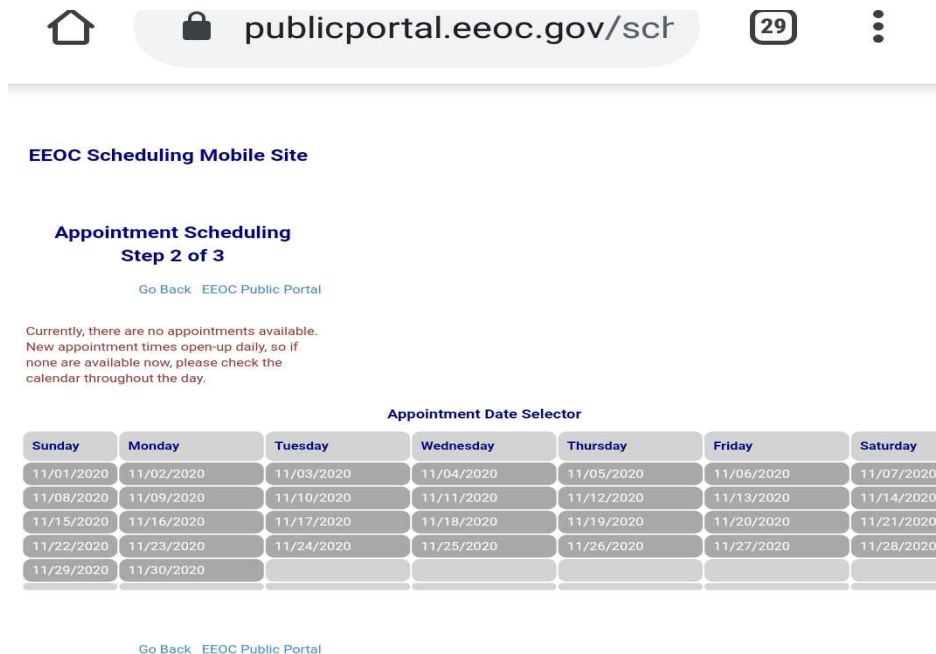 publicportal.eeoc.gov/sch
29
EEOC Scheduling Mobile Site
Appointment Scheduling
Step 2 of 3
Go Back EEOC Public Portal
Currently, there are no appointments available.
New appointment times open-up daily, so if
none are available now, please check the
calendar throughout the day.
Appointment Date Selector
Sunday Monday Tuesday Wednesday Thursday Friday Saturday
11/01/2020 11/02/2020 11/03/2020 11/04/2020 11/05/2020 11/06/2020 11/07/2020
11/08/2020 11/09/2020 11/10/2020 11/11/2020 11/12/2020 11/13/2020 11/14/2020
11/15/2020 11/16/2020 11/17/2020 11/18/2020 11/19/2020 11/20/2020 11/21/2020
11/22/2020 11/23/2020 11/24/2020 11/25/2020 11/26/2020 11/27/2020 11/28/2020
11/29/2020 11/30/2020
Go Back EEOC Public Portal